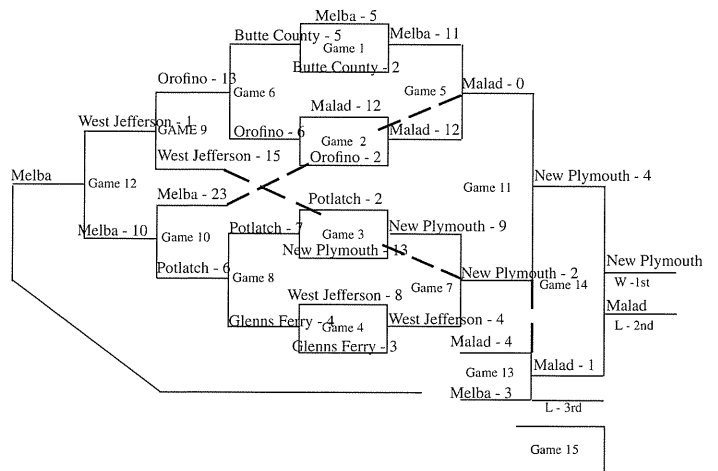 Melba - 5
Butte County - 5
Melba - 11
Game 1
Butte County - 2
Orofino - 13
Malad - 0
Game 6
Game 5
Malad - 12
West Jefferson - 1
GAME 9
Orofino - 6
Game 2
Malad - 12
West Jefferson - 15
Orofino - 2
Melba
Game 12
New Plymouth - 4
Game 11
Melba - 23
Potlatch - 2
Melba - 10
Game 10
Potlatch - 7
Game 3
New Plymouth - 9
New Plymouth - 13
New Plymouth
Potlatch - 6
Game 8
New Plymouth - 2
W -1st
Game 7
Game 14
West Jefferson - 8
Malad
Glenns Ferry - 4
Game 4
West Jefferson - 4
L - 2nd
Glenns Ferry - 3
Malad - 4
Game 13
Malad - 1
Melba - 3
L - 3rd
Game 15